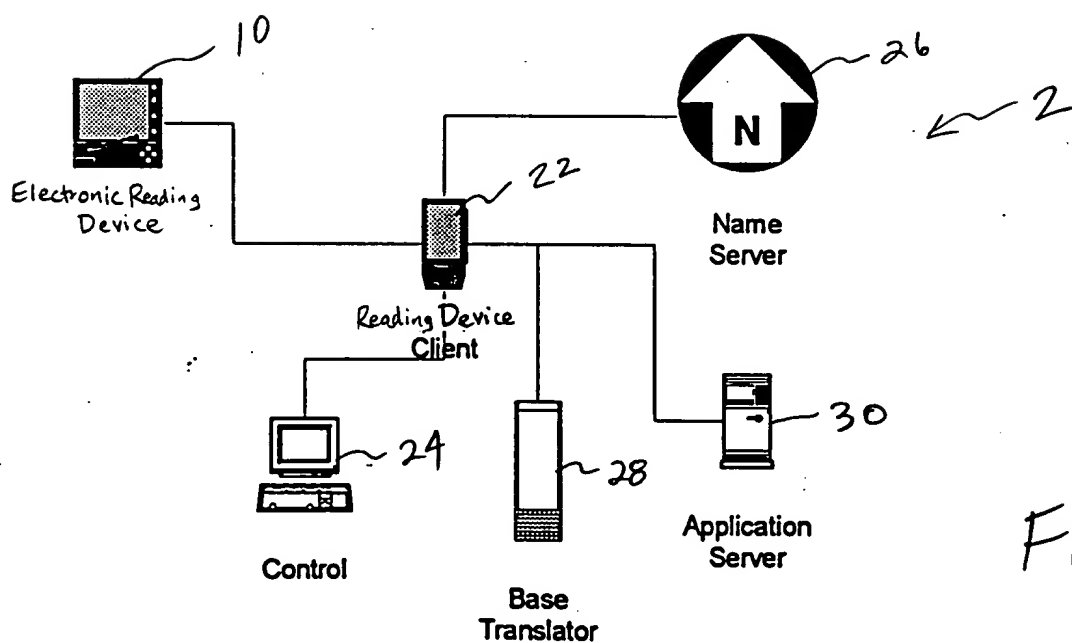 10
26
2
N
Electronic Reading
Device
22
Name
Server
Reading Device
Client
24
28
30
Control
Application
Server
Base
Translator